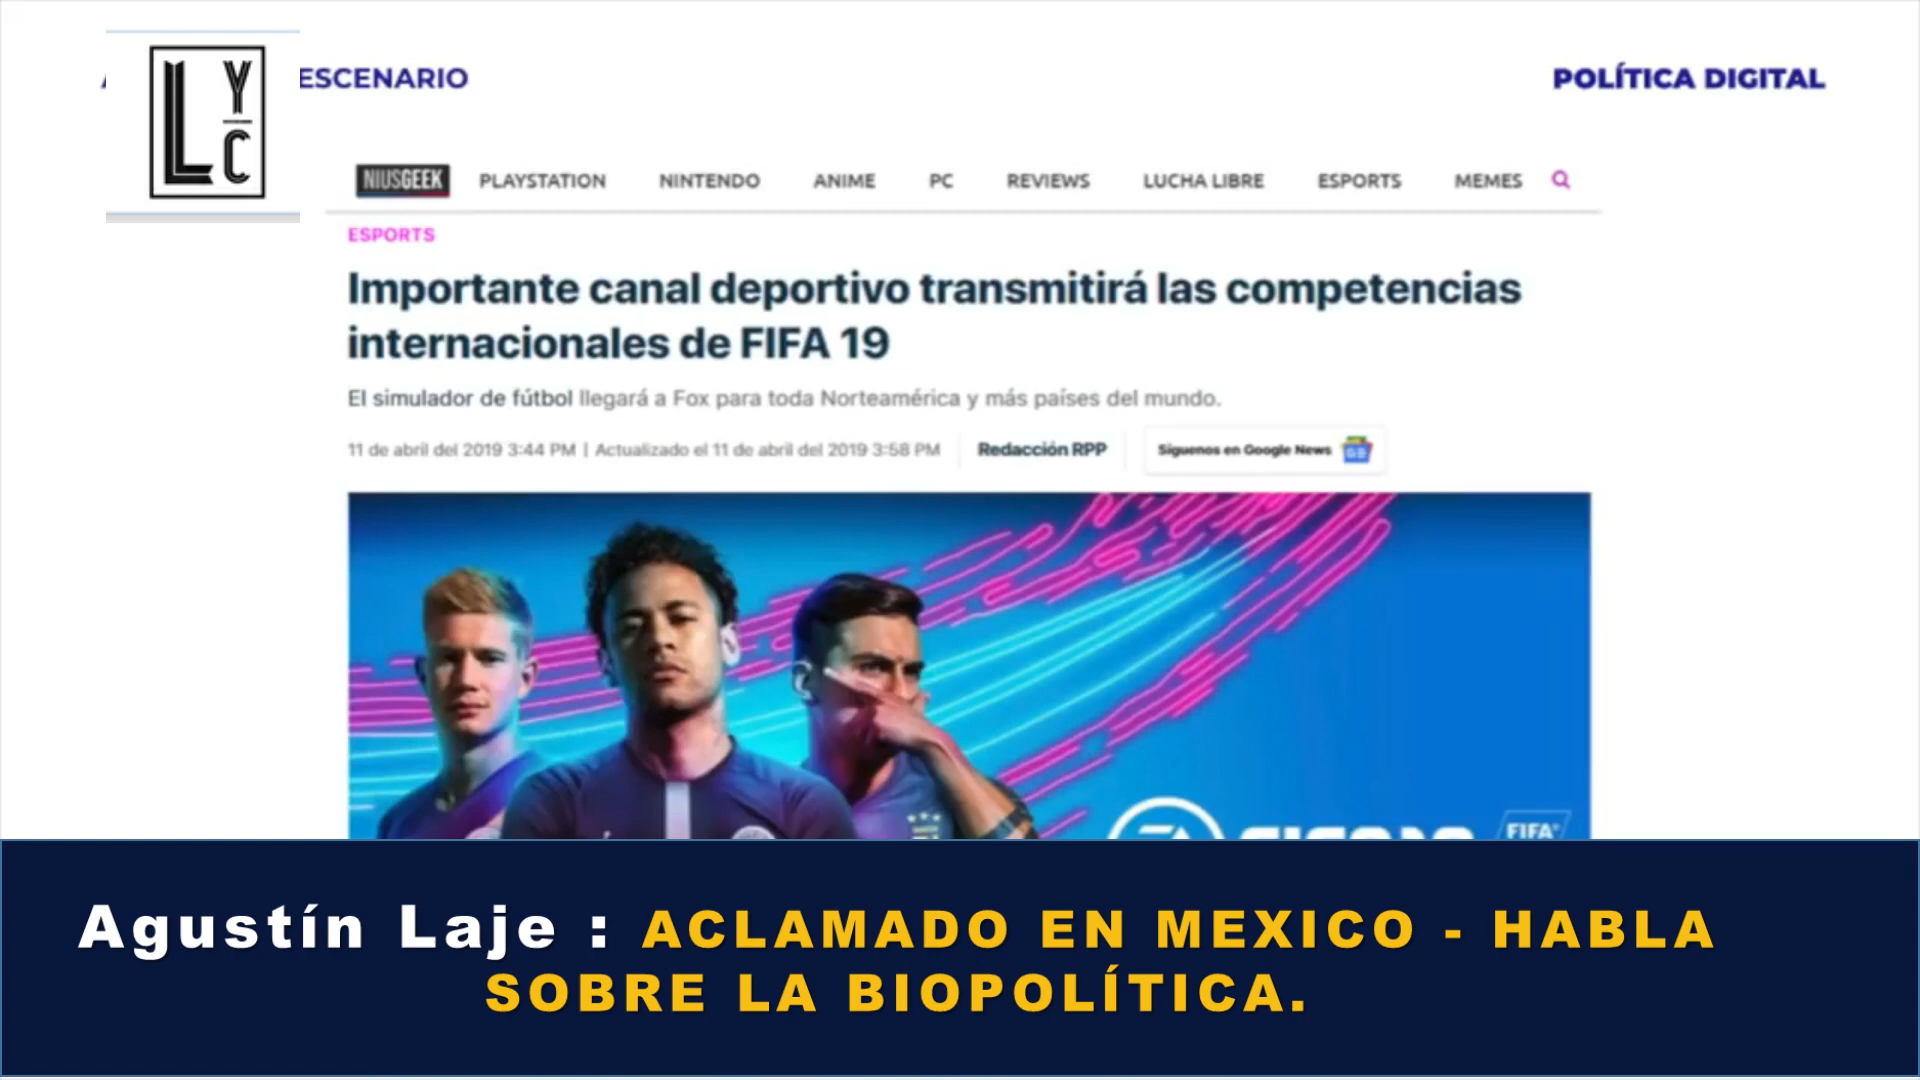 L Y C
ESCENARIO
POLÍTICA DIGITAL
NIUSGEEK PLAYSTATION NINTENDO ANIME PC REVIEWS LUCHA LIBRE ESPORTS MEMES
ESPORTS
Importante canal deportivo transmitirá las competencias
internacionales de FIFA 19
El simulador de fútbol llegará a Fox para toda Norteamérica y más países del mundo.
11 de abril del 2019 3:44 PM | Actualizado el 11 de abril del 2019 3:58 PM Redacción RPP Síguenos en Google News
FIFA
Agustín Laje : ACLAMADO EN MEXICO - HABLA
SOBRE LA BIOPOLÍTICA.